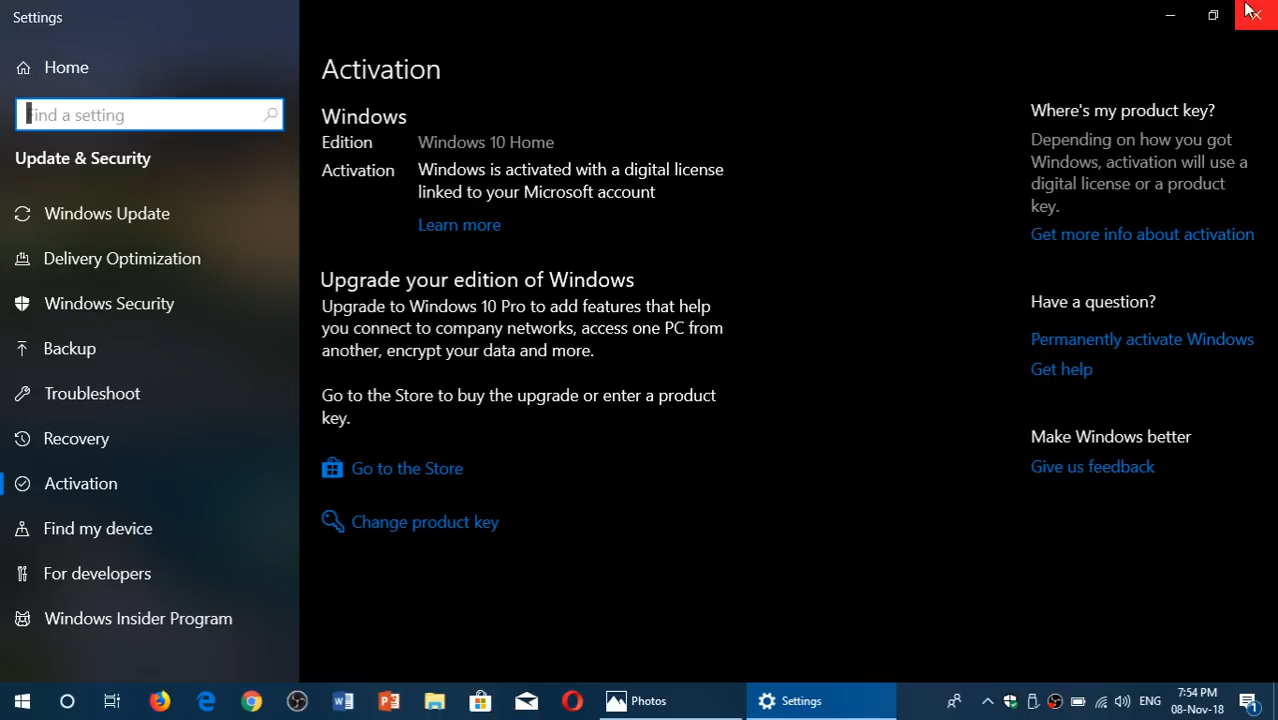 Settings
Home
Find a setting
Update & Security
Windows Update
Delivery Optimization
Windows Security
Backup
Troubleshoot
Recovery
Activation
Find my device
For developers
Windows Insider Program
Activation
Windows
Edition Windows 10 Home
Activation Windows is activated with a digital license
linked to your Microsoft account
Learn more
Upgrade your edition of Windows
Upgrade to Windows 10 Pro to add features that help
you connect to company networks, access one PC from
another, encrypt your data and more.
Go to the Store to buy the upgrade or enter a product
key.
Go to the Store
Change product key
Where's my product key?
Depending on how you got
Windows, activation will use a
digital license or a product
key.
Get more info about activation
Have a question?
Permanently activate Windows
Get help
Make Windows better
Give us feedback
Photos
Settings
ENG
7:54 PM
08-Nov-18
1